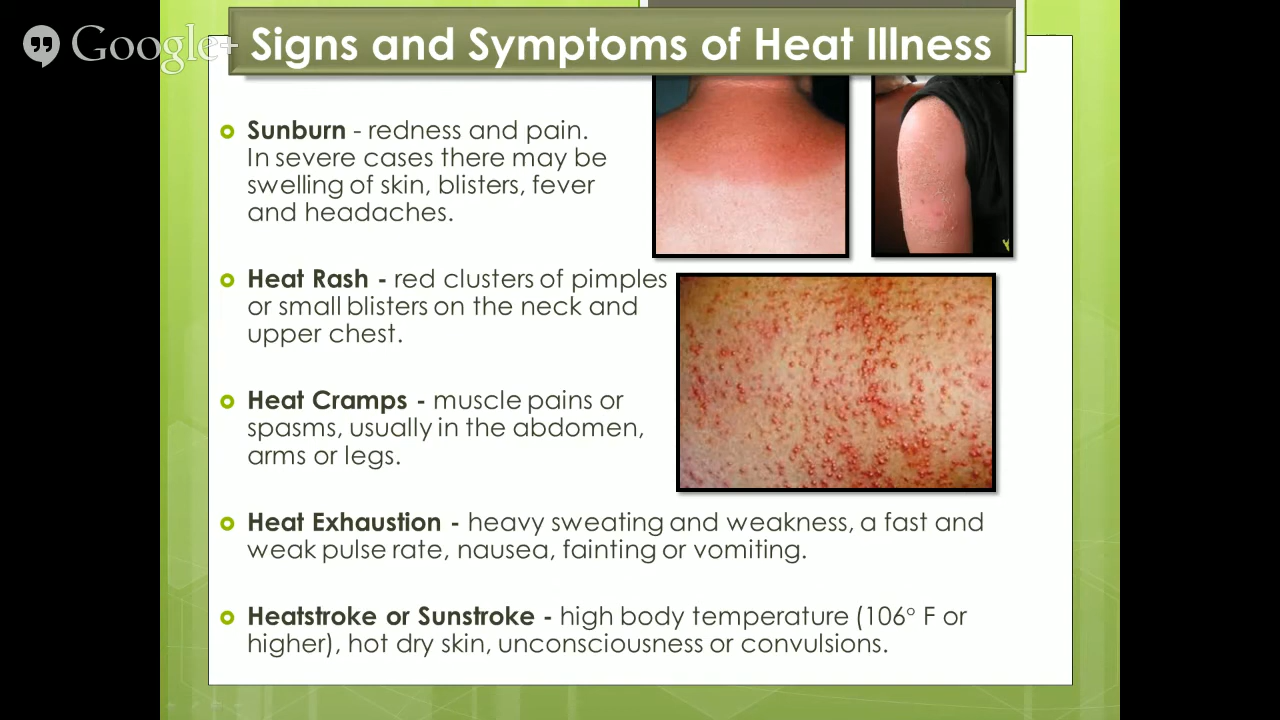 Google+
Signs and Symptoms of Heat Illness
Sunburn - redness and pain.
In severe cases there may be
swelling of skin, blisters, fever
and headaches.
Heat Rash - red clusters of pimples
or small blisters on the neck and
upper chest.
Heat Cramps - muscle pains or
spasms, usually in the abdomen,
arms or legs.
Heat Exhaustion - heavy sweating and weakness, a fast and
weak pulse rate, nausea, fainting or vomiting.
Heatstroke or Sunstroke - high body temperature (106° F or
higher), hot dry skin, unconsciousness or convulsions.